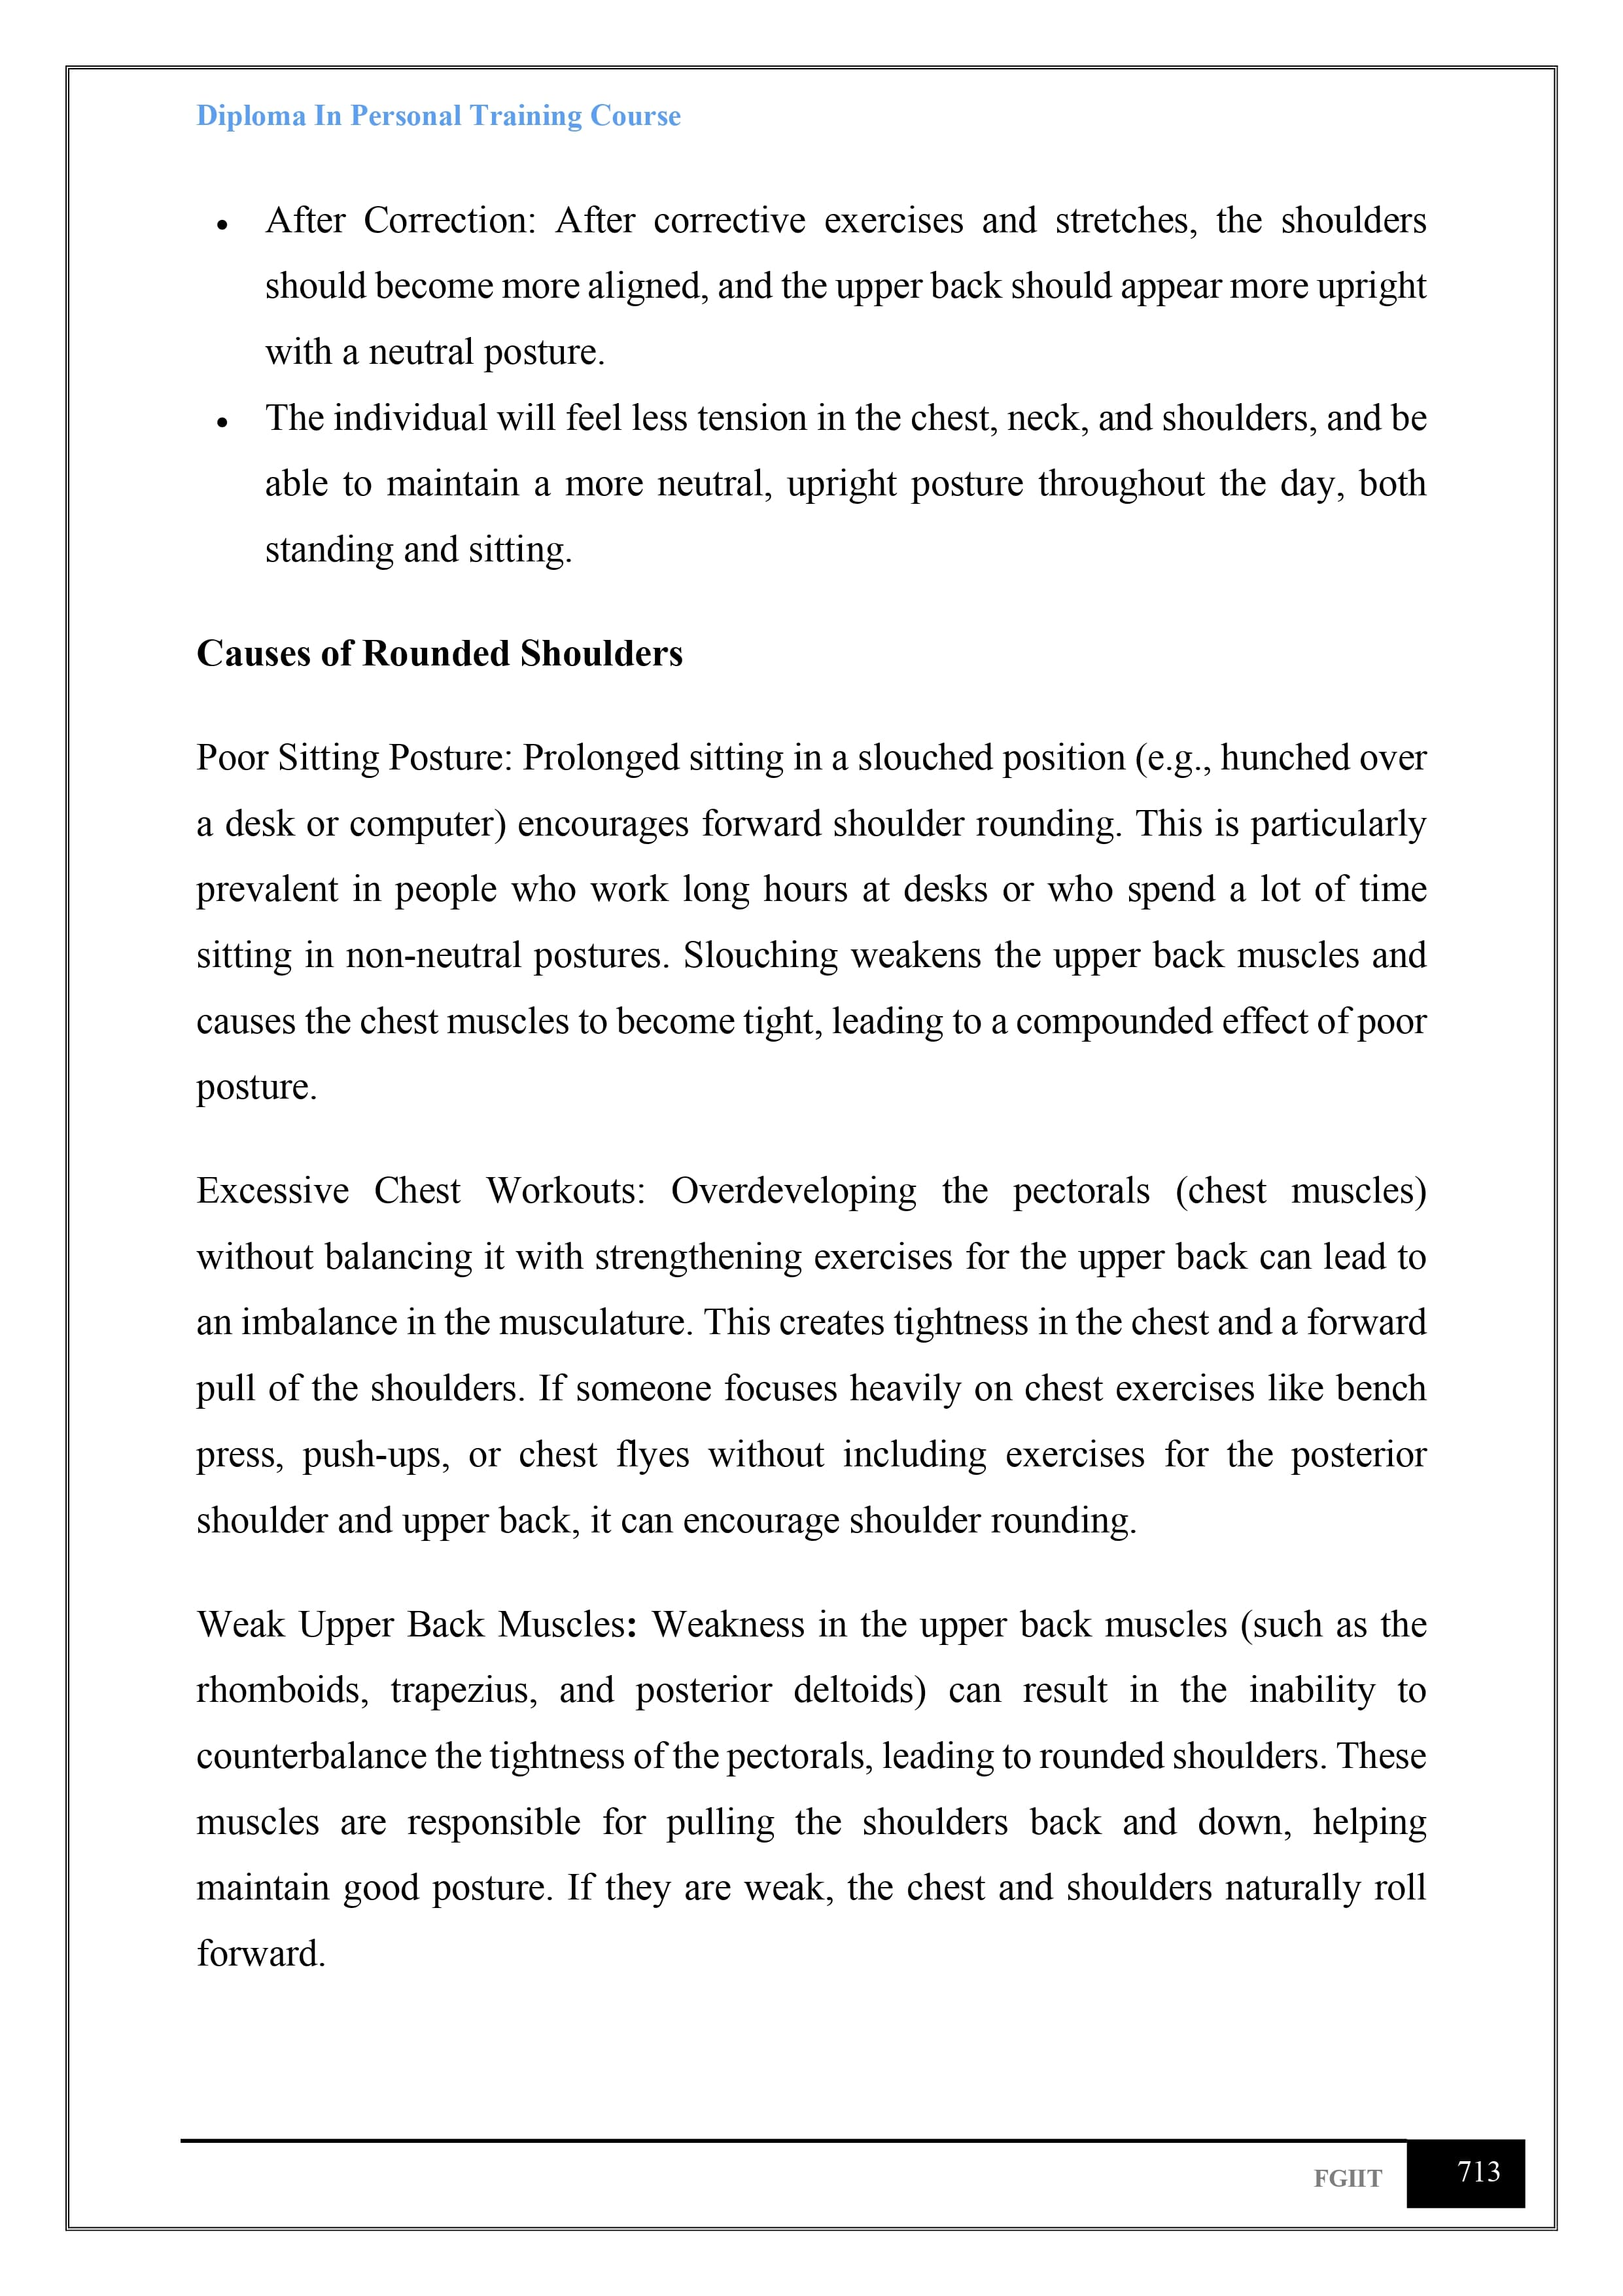 Diploma In Personal Training Course
• After Correction: After corrective exercises and stretches, the shoulders
should become more aligned, and the upper back should appear more upright
with a neutral posture.
• The individual will feel less tension in the chest, neck, and shoulders, and be
able to maintain a more neutral, upright posture throughout the day, both
standing and sitting.
Causes of Rounded Shoulders
Poor Sitting Posture: Prolonged sitting in a slouched position (e.g., hunched over
a desk or computer) encourages forward shoulder rounding. This is particularly
prevalent in people who work long hours at desks or who spend a lot of time
sitting in non-neutral postures. Slouching weakens the upper back muscles and
causes the chest muscles to become tight, leading to a compounded effect of poor
posture.
Excessive Chest Workouts: Overdeveloping the pectorals (chest muscles)
without balancing it with strengthening exercises for the upper back can lead to
an imbalance in the musculature. This creates tightness in the chest and a forward
pull of the shoulders. If someone focuses heavily on chest exercises like bench
press, push-ups, or chest flyes without including exercises for the posterior
shoulder and upper back, it can encourage shoulder rounding.
Weak Upper Back Muscles: Weakness in the upper back muscles (such as the
rhomboids, trapezius, and posterior deltoids) can result in the inability to
counterbalance the tightness of the pectorals, leading to rounded shoulders. These
muscles are responsible for pulling the shoulders back and down, helping
maintain good posture. If they are weak, the chest and shoulders naturally roll
forward.
FGIIT 713